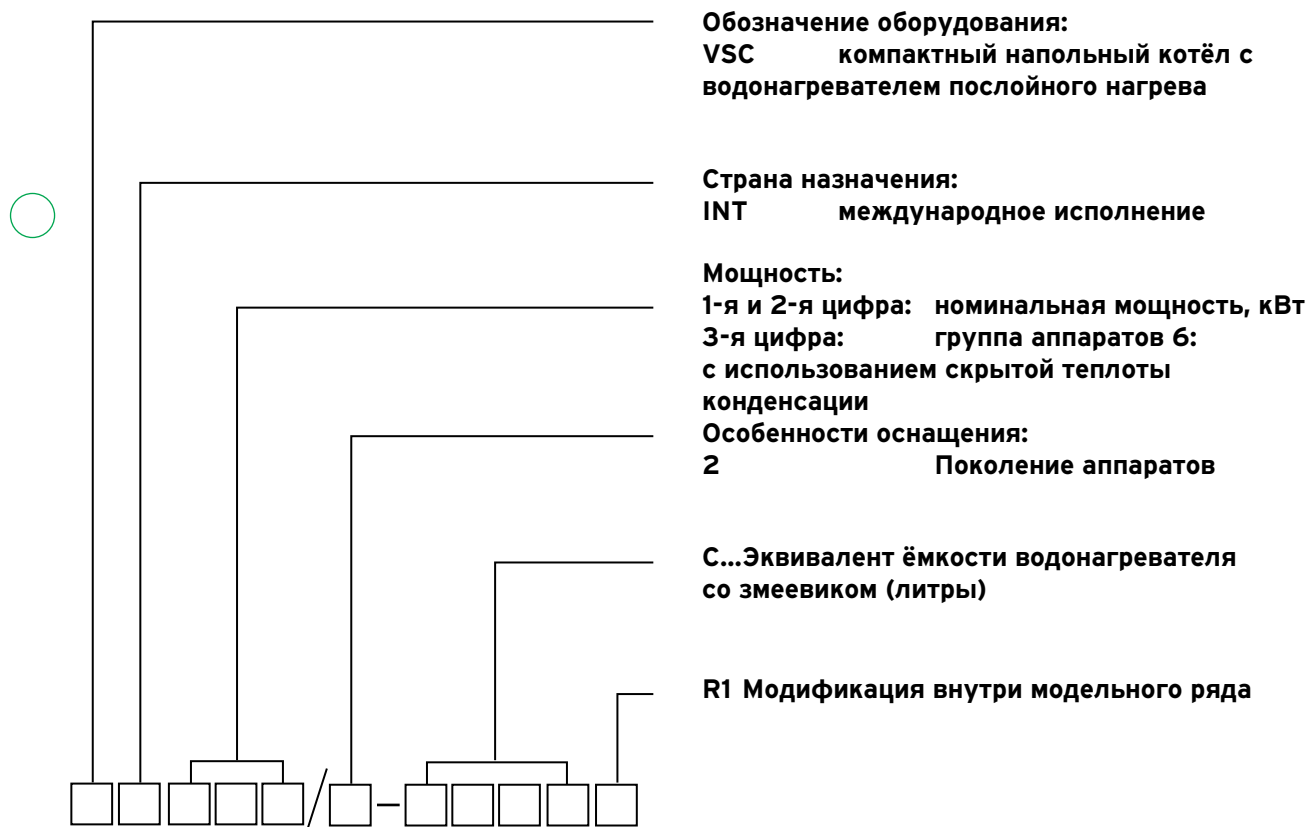 Обозначение оборудования:
VSC компактный напольный котёл с
водонагревателем послойного нагрева
Страна назначения:
INT международное исполнение
Мощность:
1-я и 2-я цифра: номинальная мощность, кВт
3-я цифра: группа аппаратов 6:
с использованием скрытой теплоты
конденсации
Особенности оснащения:
2 Поколение аппаратов
C...Эквивалент ёмкости водонагревателя
со змеевиком (литры)
R1 Модификация внутри модельного ряда
/ –